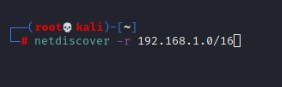 ┌──(root💀kali)-[~]
└─# netdiscover -r 192.168.1.0/16